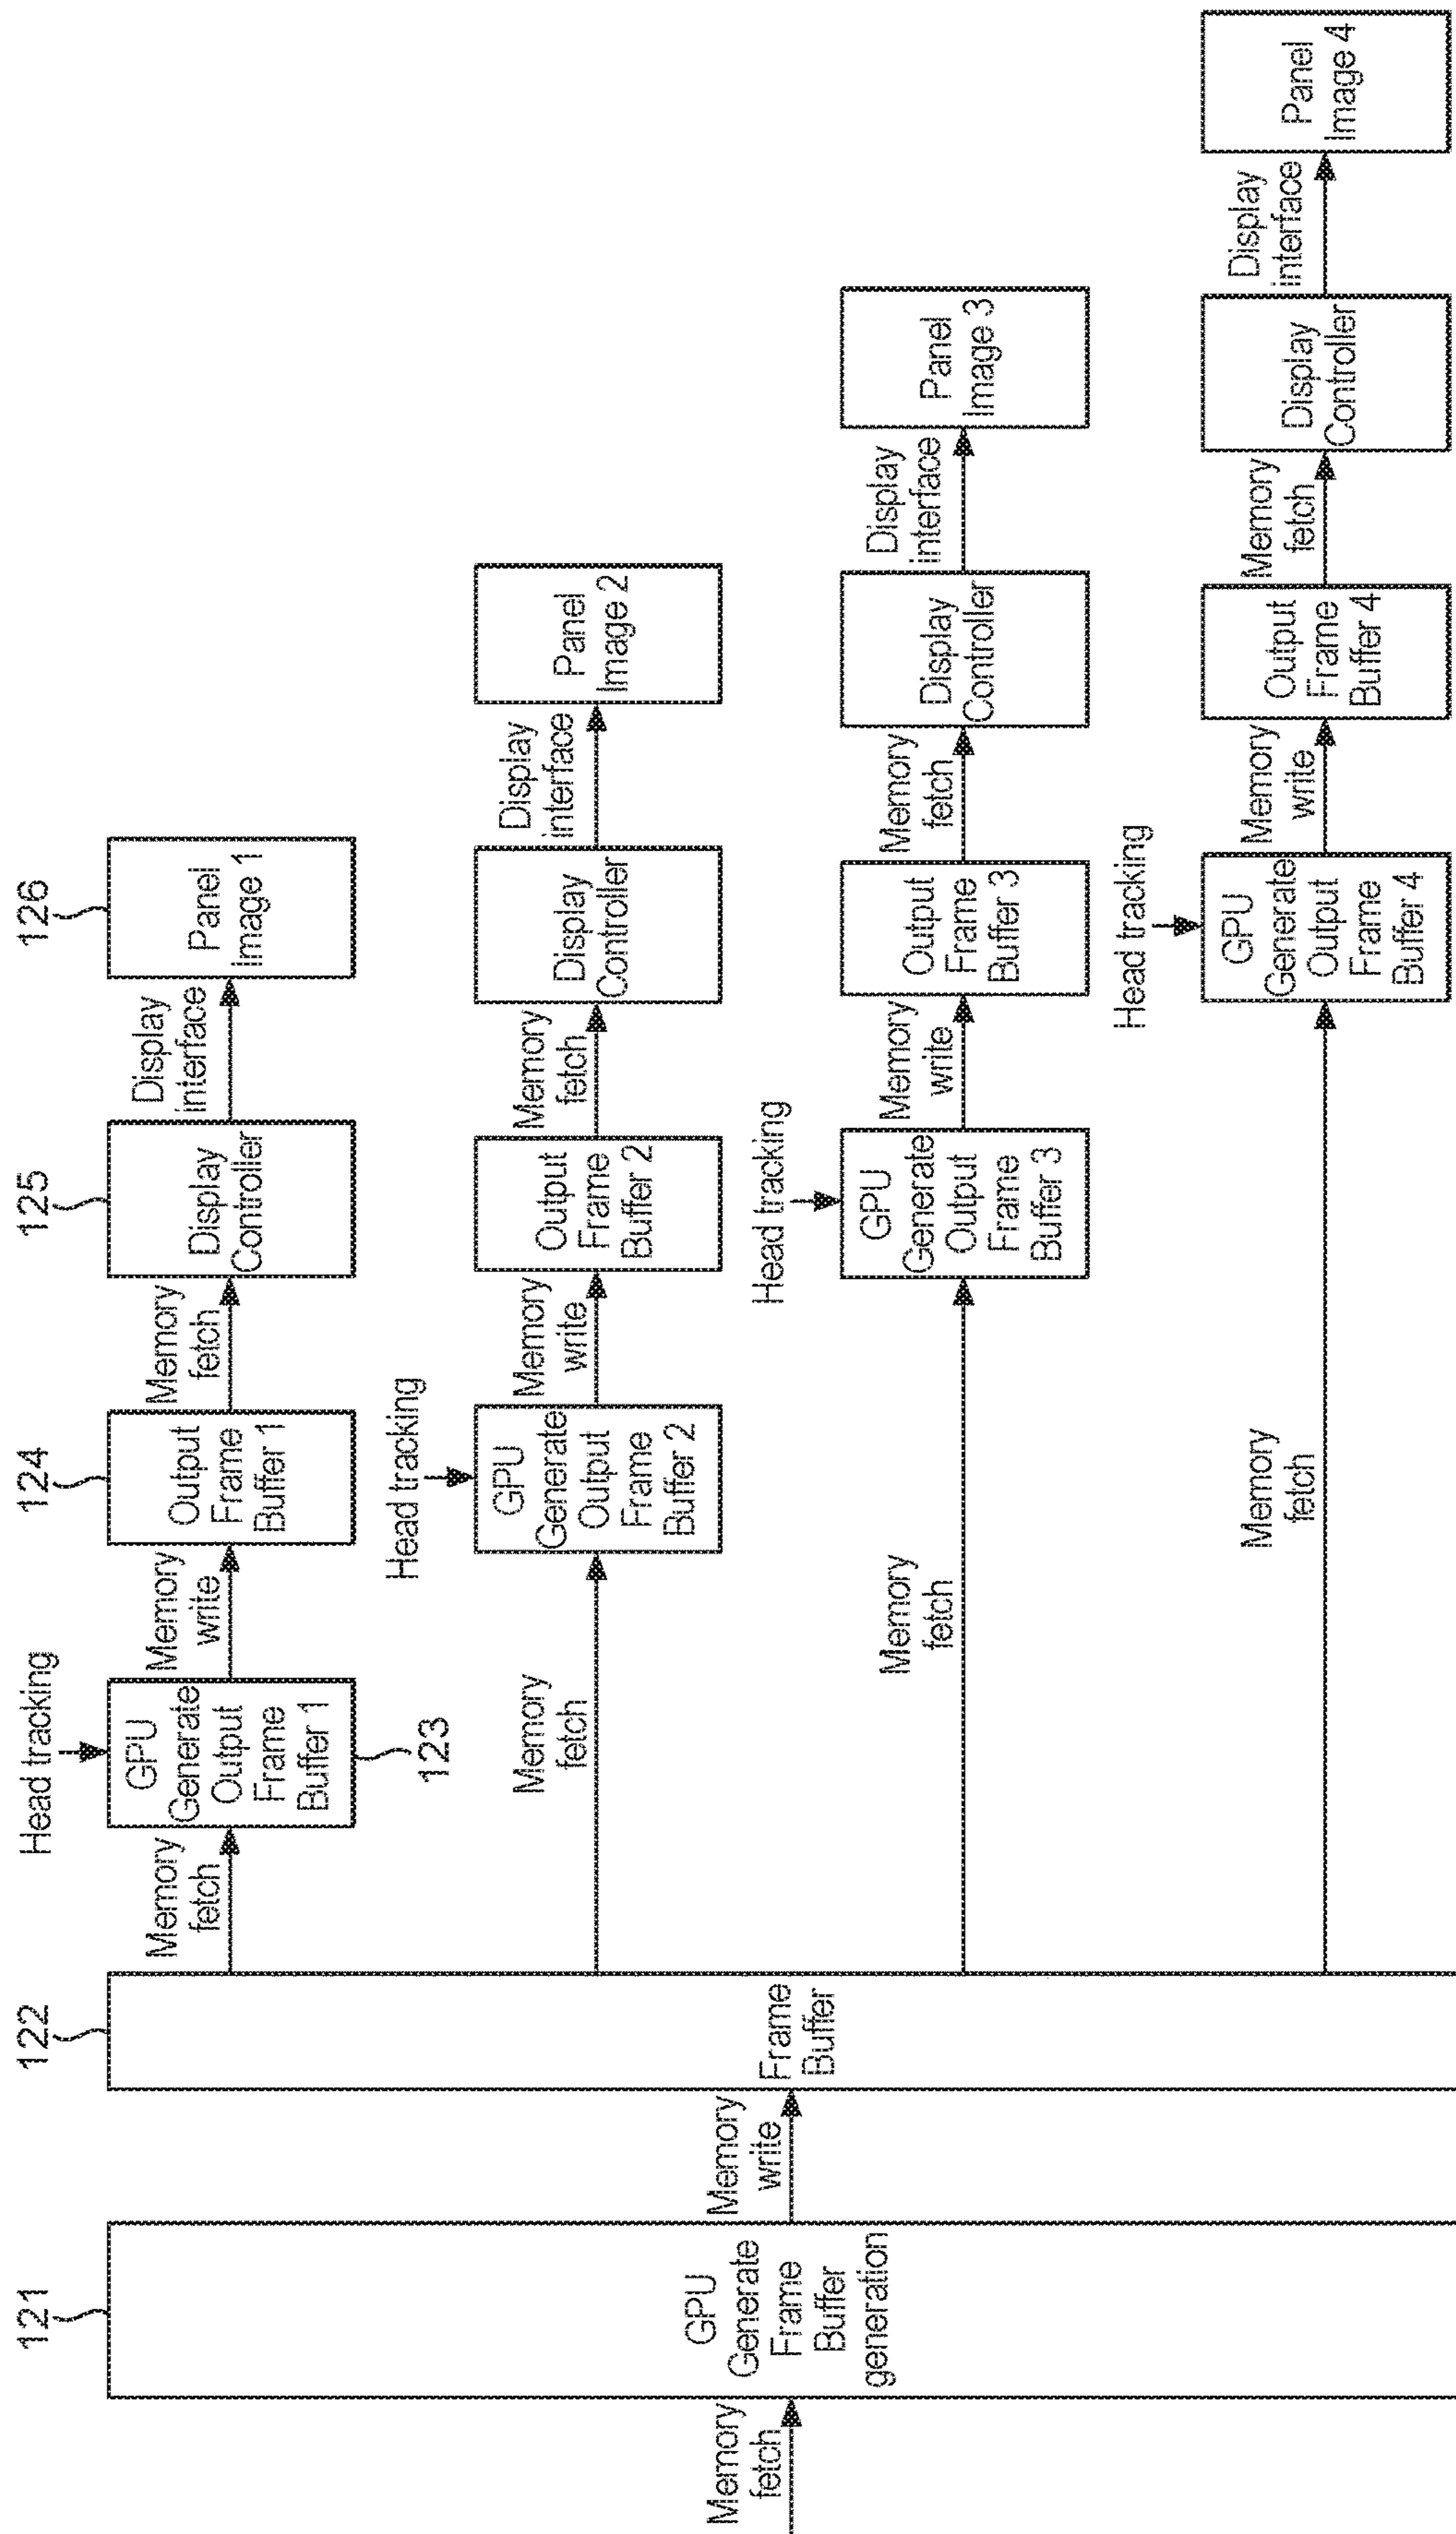 121
122
Memory
fetch
GPU
Generate
Frame
Buffer
generation
Memory
write
Frame
Buffer
Memory
fetch
Head tracking
GPU
Generate
Output
Frame
Buffer 1
123
Memory
write
124
Output
Frame
Buffer 1
Memory
fetch
125
Display
Controller
Display
interface
126
Panel
Image 1
Memory
fetch
Head tracking
GPU
Generate
Output
Frame
Buffer 2
Memory
write
Output
Frame
Buffer 2
Memory
fetch
Display
Controller
Display
interface
Panel
Image 2
Memory
fetch
Head tracking
GPU
Generate
Output
Frame
Buffer 3
Memory
write
Output
Frame
Buffer 3
Memory
fetch
Display
Controller
Display
interface
Panel
Image 3
Memory
fetch
Head tracking
GPU
Generate
Output
Frame
Buffer 4
Memory
write
Output
Frame
Buffer 4
Memory
fetch
Display
Controller
Display
interface
Panel
Image 4